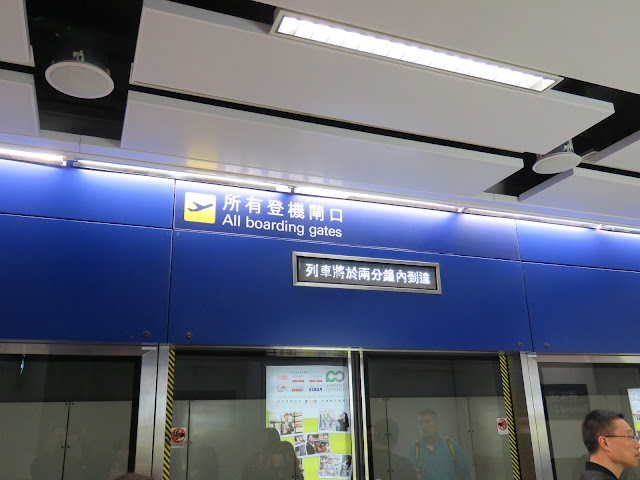 所有登機閘口
All boarding gates
列車將於兩分鐘內到達